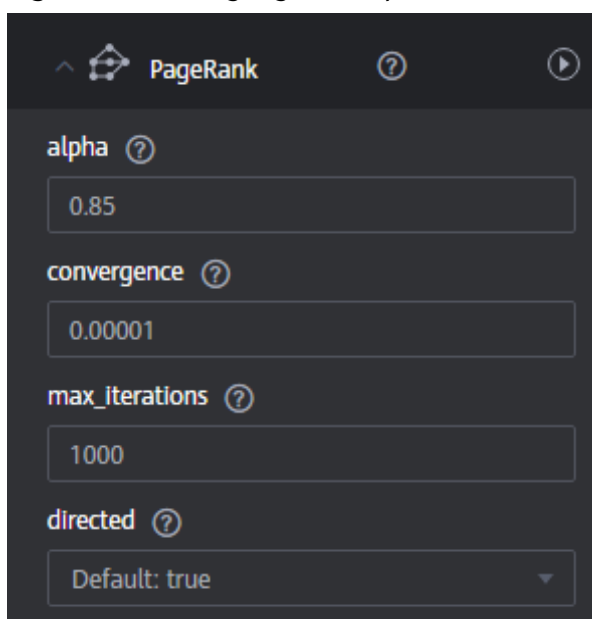 PageRank
alpha
0.85
convergence
0.00001
max_iterations
1000
directed
Default: true